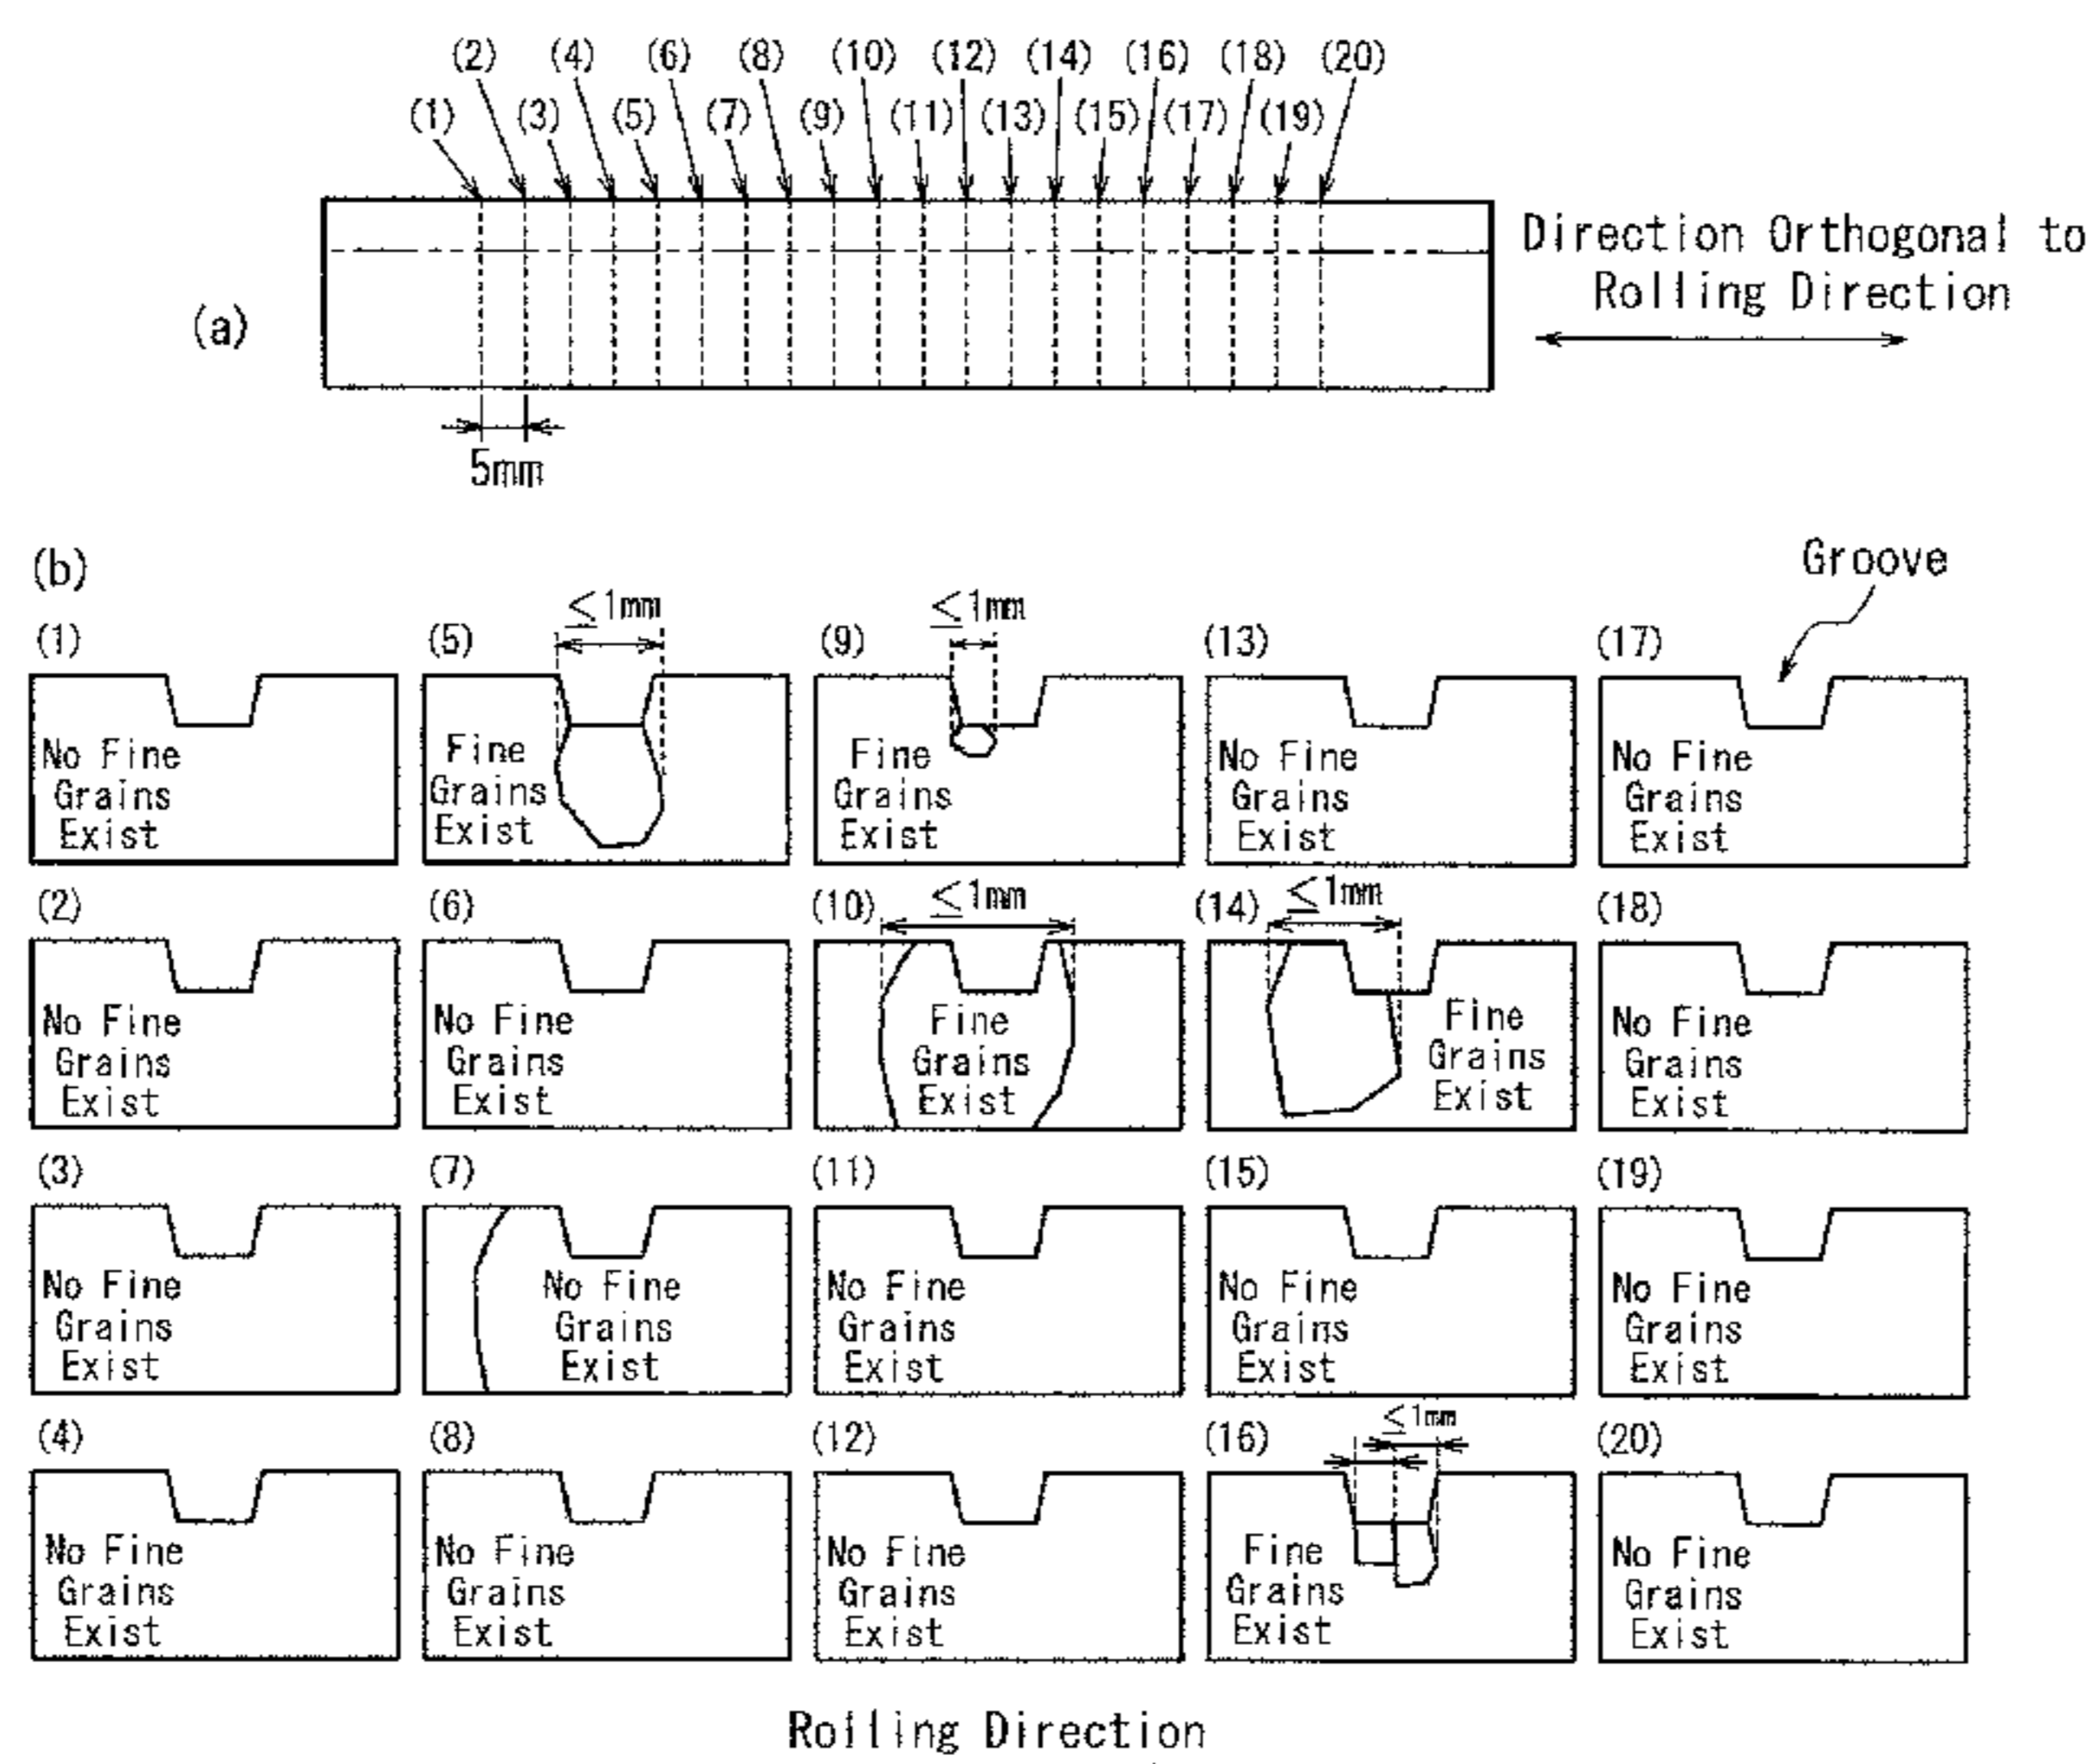 (2) (4) (6) (8) (10) (12) (14) (16) (18) (20)
(1) (3) (5) (7) (9) (11) (13) (15) (17) (19)
Direction Orthogonal to
Rolling Direction
(a)
5mm
(b)
Groove
≤1mm ≤1mm
(1) (5) (9) (13) (17)
No Fine
Grains
Exist
Fine
Grains
Exist
Fine
Grains
Exist
No Fine
Grains
Exist
No Fine
Grains
Exist
≤1mm ≤1mm
(2) (6) (10) (14) (18)
No Fine
Grains
Exist
No Fine
Grains
Exist
Fine
Grains
Exist
Fine
Grains
Exist
No Fine
Grains
Exist
(3) (7) (11) (15) (19)
No Fine
Grains
Exist
No Fine
Grains
Exist
No Fine
Grains
Exist
No Fine
Grains
Exist
No Fine
Grains
Exist
≤1mm
(4) (8) (12) (16) (20)
No Fine
Grains
Exist
No Fine
Grains
Exist
No Fine
Grains
Exist
Fine
Grains
Exist
No Fine
Grains
Exist
Rolling Direction